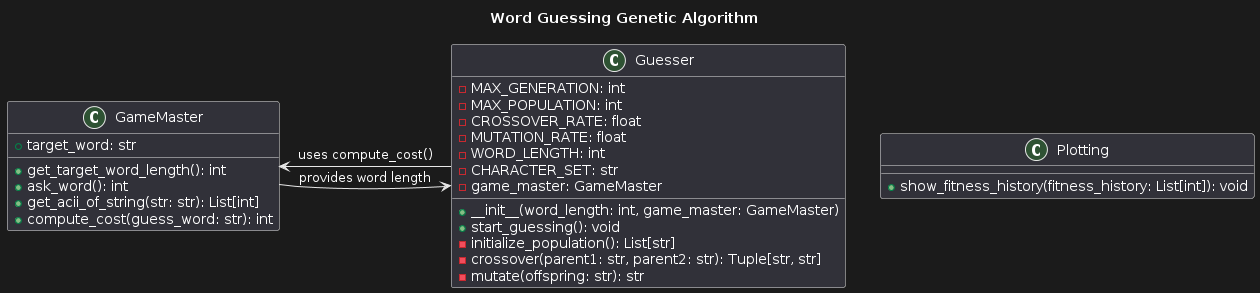 Word Guessing Genetic Algorithm
C GameMaster
target_word: str
get_target_word_length(): int
ask_word(): int
get_acii_of_string(str: str): List[int]
compute_cost(guess_word: str): int
uses compute_cost()
provides word length
C Guesser
MAX_GENERATION: int
MAX_POPULATION: int
CROSSOVER_RATE: float
MUTATION_RATE: float
WORD_LENGTH: int
CHARACTER_SET: str
game_master: GameMaster
__init__(word_length: int, game_master: GameMaster)
start_guessing(): void
initialize_population(): List[str]
crossover(parent1: str, parent2: str): Tuple[str, str]
mutate(offspring: str): str
C Plotting
show_fitness_history(fitness_history: List[int]): void